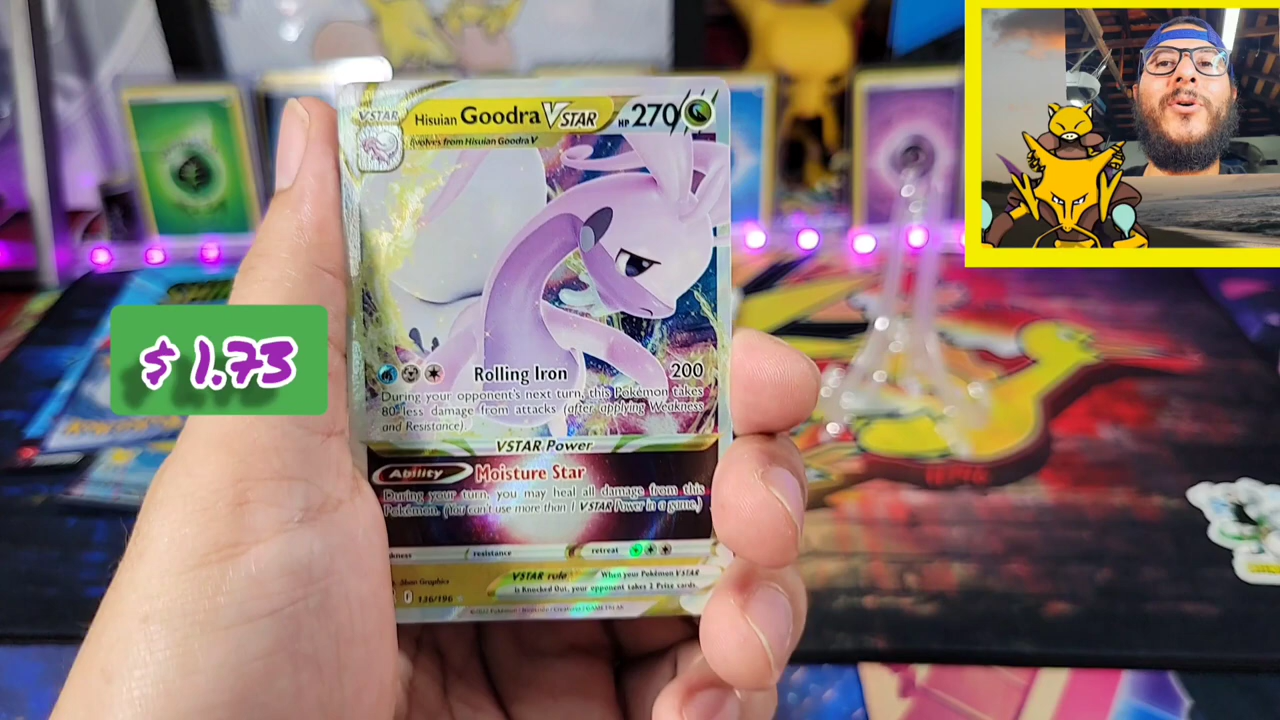 VSTAR Hisuian Goodra VSTAR HP 270
Evolves from Hisuian Goodra V
$ 1.73
Rolling Iron 200
During your opponent's next turn, this Pokémon takes
80 less damage from attacks (after applying Weakness
and Resistance).
VSTAR Power
Ability Moisture Star
During your turn, you may heal all damage from this
Pokémon. (You can't use more than 1 VSTAR Power in a game.)
resistance retreat
VSTAR rule When your Pokémon VSTAR
is Knocked Out, your opponent takes 2 Prize cards.
136/196